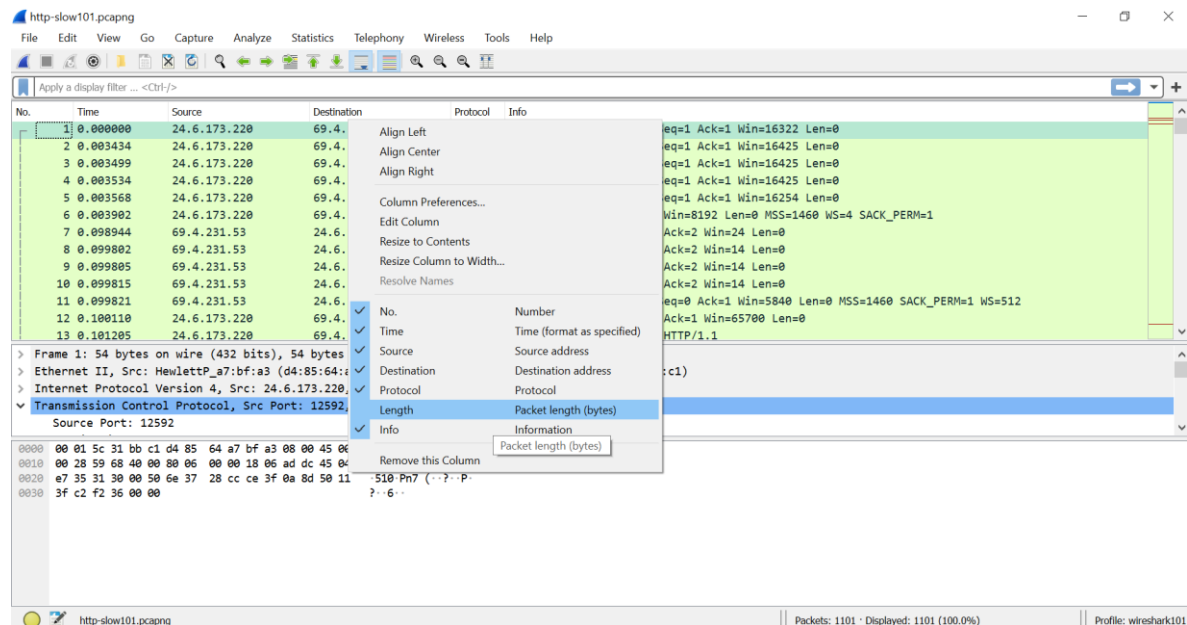 http-slow101.pcapng
File Edit View Go Capture Analyze Statistics Telephony Wireless Tools Help
Apply a display filter ... <Ctrl-/>
No. Time Source Destination Protocol Info
1 0.000000 24.6.173.220 69.4. eq=1 Ack=1 Win=16322 Len=0
2 0.003434 24.6.173.220 69.4. eq=1 Ack=1 Win=16425 Len=0
3 0.003499 24.6.173.220 69.4. eq=1 Ack=1 Win=16425 Len=0
4 0.003534 24.6.173.220 69.4. eq=1 Ack=1 Win=16425 Len=0
5 0.003568 24.6.173.220 69.4. eq=1 Ack=1 Win=16254 Len=0
6 0.003902 24.6.173.220 69.4. Win=8192 Len=0 MSS=1460 WS=4 SACK_PERM=1
7 0.098944 69.4.231.53 24.6. Ack=2 Win=24 Len=0
8 0.099802 69.4.231.53 24.6. Ack=2 Win=14 Len=0
9 0.099805 69.4.231.53 24.6. Ack=2 Win=14 Len=0
10 0.099815 69.4.231.53 24.6. Ack=2 Win=14 Len=0
11 0.099821 69.4.231.53 24.6. eq=0 Ack=1 Win=5840 Len=0 MSS=1460 SACK_PERM=1 WS=512
12 0.100110 24.6.173.220 69.4. Ack=1 Win=65700 Len=0
13 0.101205 24.6.173.220 69.4. HTTP/1.1
Align Left
Align Center
Align Right
Column Preferences...
Edit Column
Resize to Contents
Resize Column to Width...
Resolve Names
No. Number
Time Time (format as specified)
Source Source address
Destination Destination address
Protocol Protocol
Length Packet length (bytes)
Info Information
Packet length (bytes)
Remove this Column
Frame 1: 54 bytes on wire (432 bits), 54 bytes
Ethernet II, Src: HewlettP_a7:bf:a3 (d4:85:64:a :c1)
Internet Protocol Version 4, Src: 24.6.173.220,
Transmission Control Protocol, Src Port: 12592,
Source Port: 12592
0000 00 01 5c 31 bb c1 d4 85 64 a7 bf a3 08 00 45 00
0010 00 28 59 68 40 00 80 06 00 00 18 06 ad dc 45 04
0020 e7 35 31 30 00 50 6e 37 28 cc ce 3f 0a 8d 50 11 ·510·Pn7 (··?··P·
0030 3f c2 f2 36 00 00 ?··6··
http-slow101.pcapng Packets: 1101 · Displayed: 1101 (100.0%) Profile: wireshark101